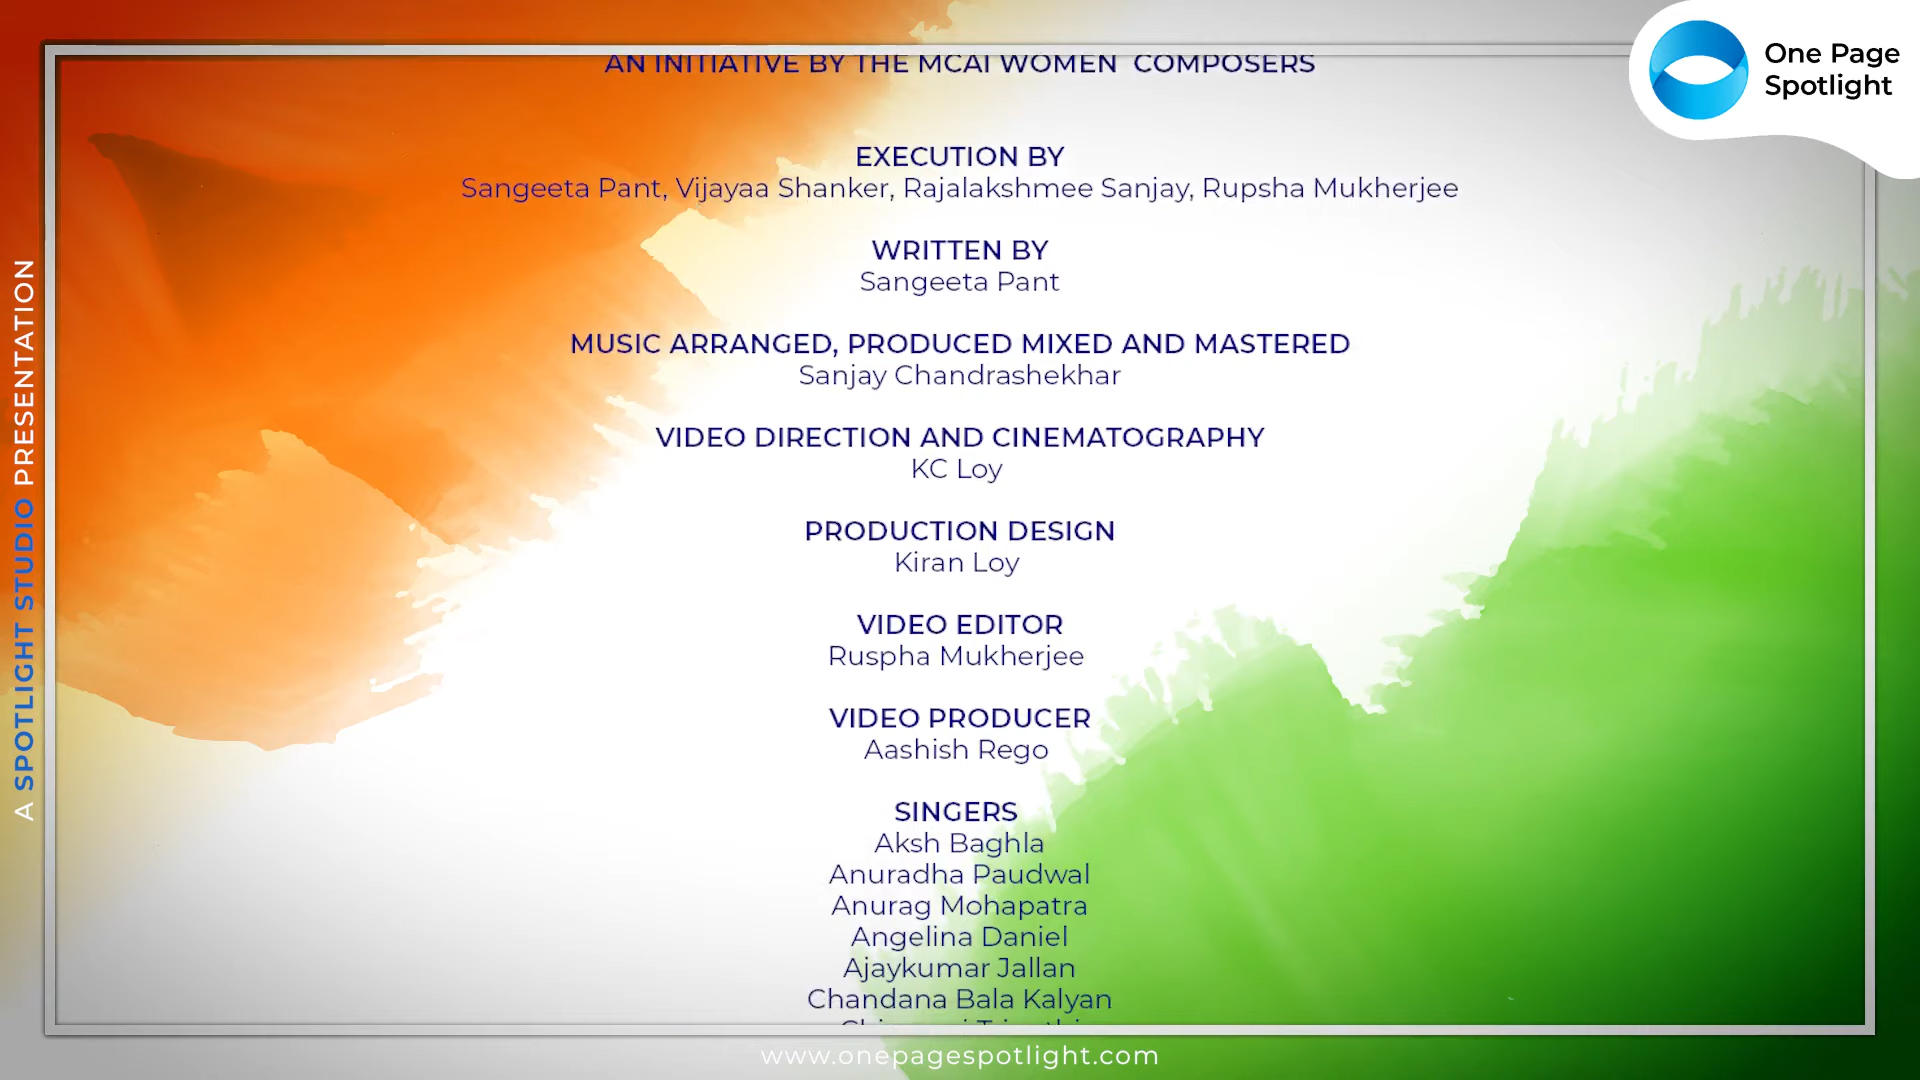 AN INITIATIVE BY THE MCAI WOMEN COMPOSERS
One Page
Spotlight
EXECUTION BY
Sangeeta Pant, Vijayaa Shanker, Rajalakshmee Sanjay, Rupsha Mukherjee
WRITTEN BY
Sangeeta Pant
MUSIC ARRANGED, PRODUCED MIXED AND MASTERED
Sanjay Chandrashekhar
VIDEO DIRECTION AND CINEMATOGRAPHY
KC Loy
PRODUCTION DESIGN
Kiran Loy
VIDEO EDITOR
Ruspha Mukherjee
VIDEO PRODUCER
Aashish Rego
SINGERS
Aksh Baghla
Anuradha Paudwal
Anurag Mohapatra
Angelina Daniel
Ajaykumar Jallan
Chandana Bala Kalyan
A SPOTLIGHT STUDIO PRESENTATION
www.onepagespotlight.com